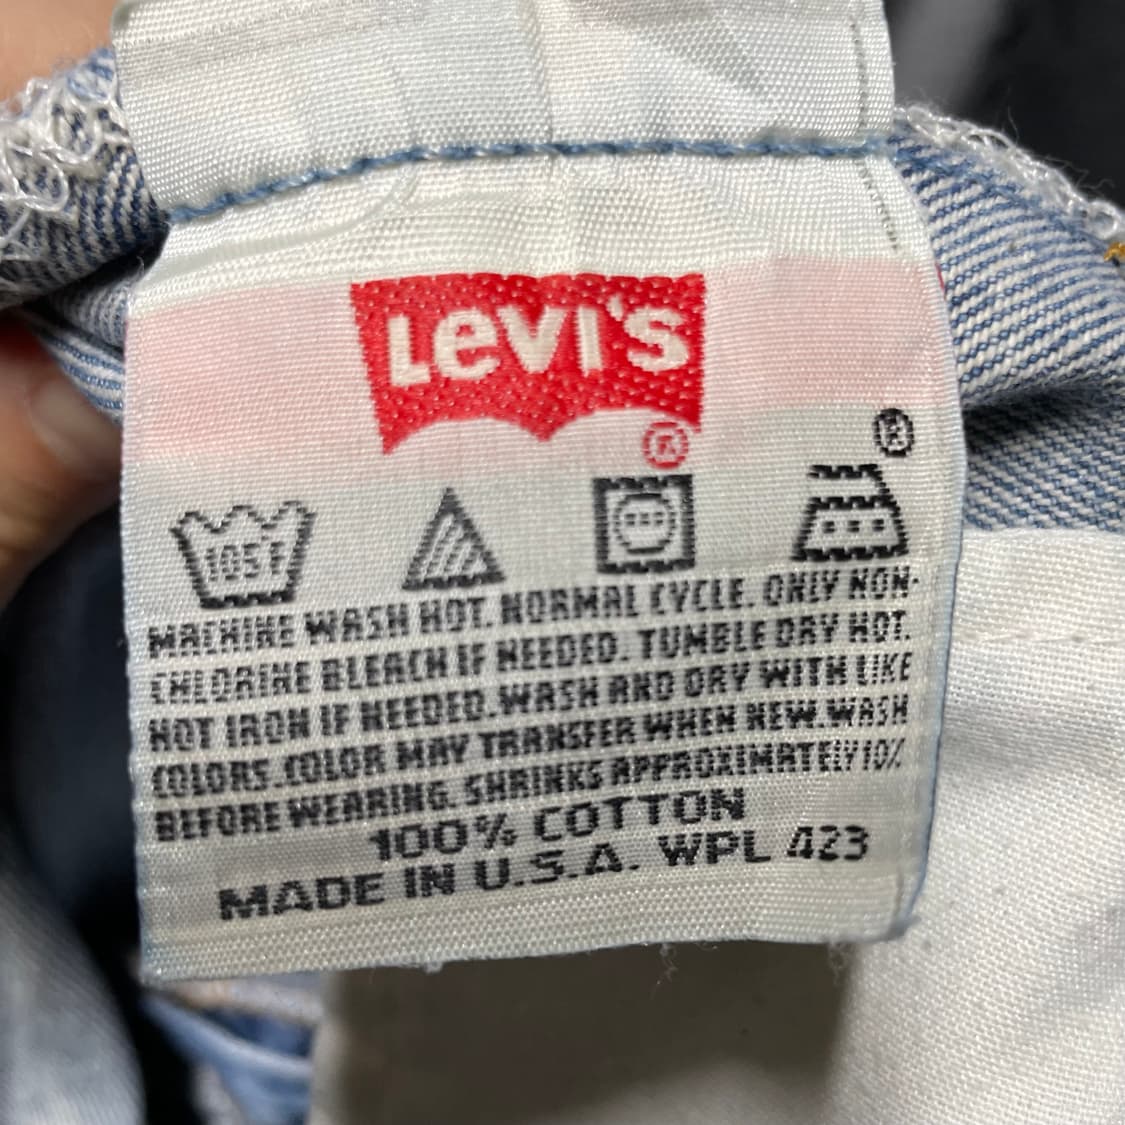 LEVI'S
®
®
105F
MACHINE WASH HOT. NORMAL CYCLE. ONLY NON-
CHLORINE BLEACH IF NEEDED. TUMBLE DRY HOT.
HOT IRON IF NEEDED. WASH AND DRY WITH LIKE
COLORS. COLOR MAY TRANSFER WHEN NEW. WASH
BEFORE WEARING. SHRINKS APPROXIMATELY 10%
100% COTTON
MADE IN U.S.A. WPL 423